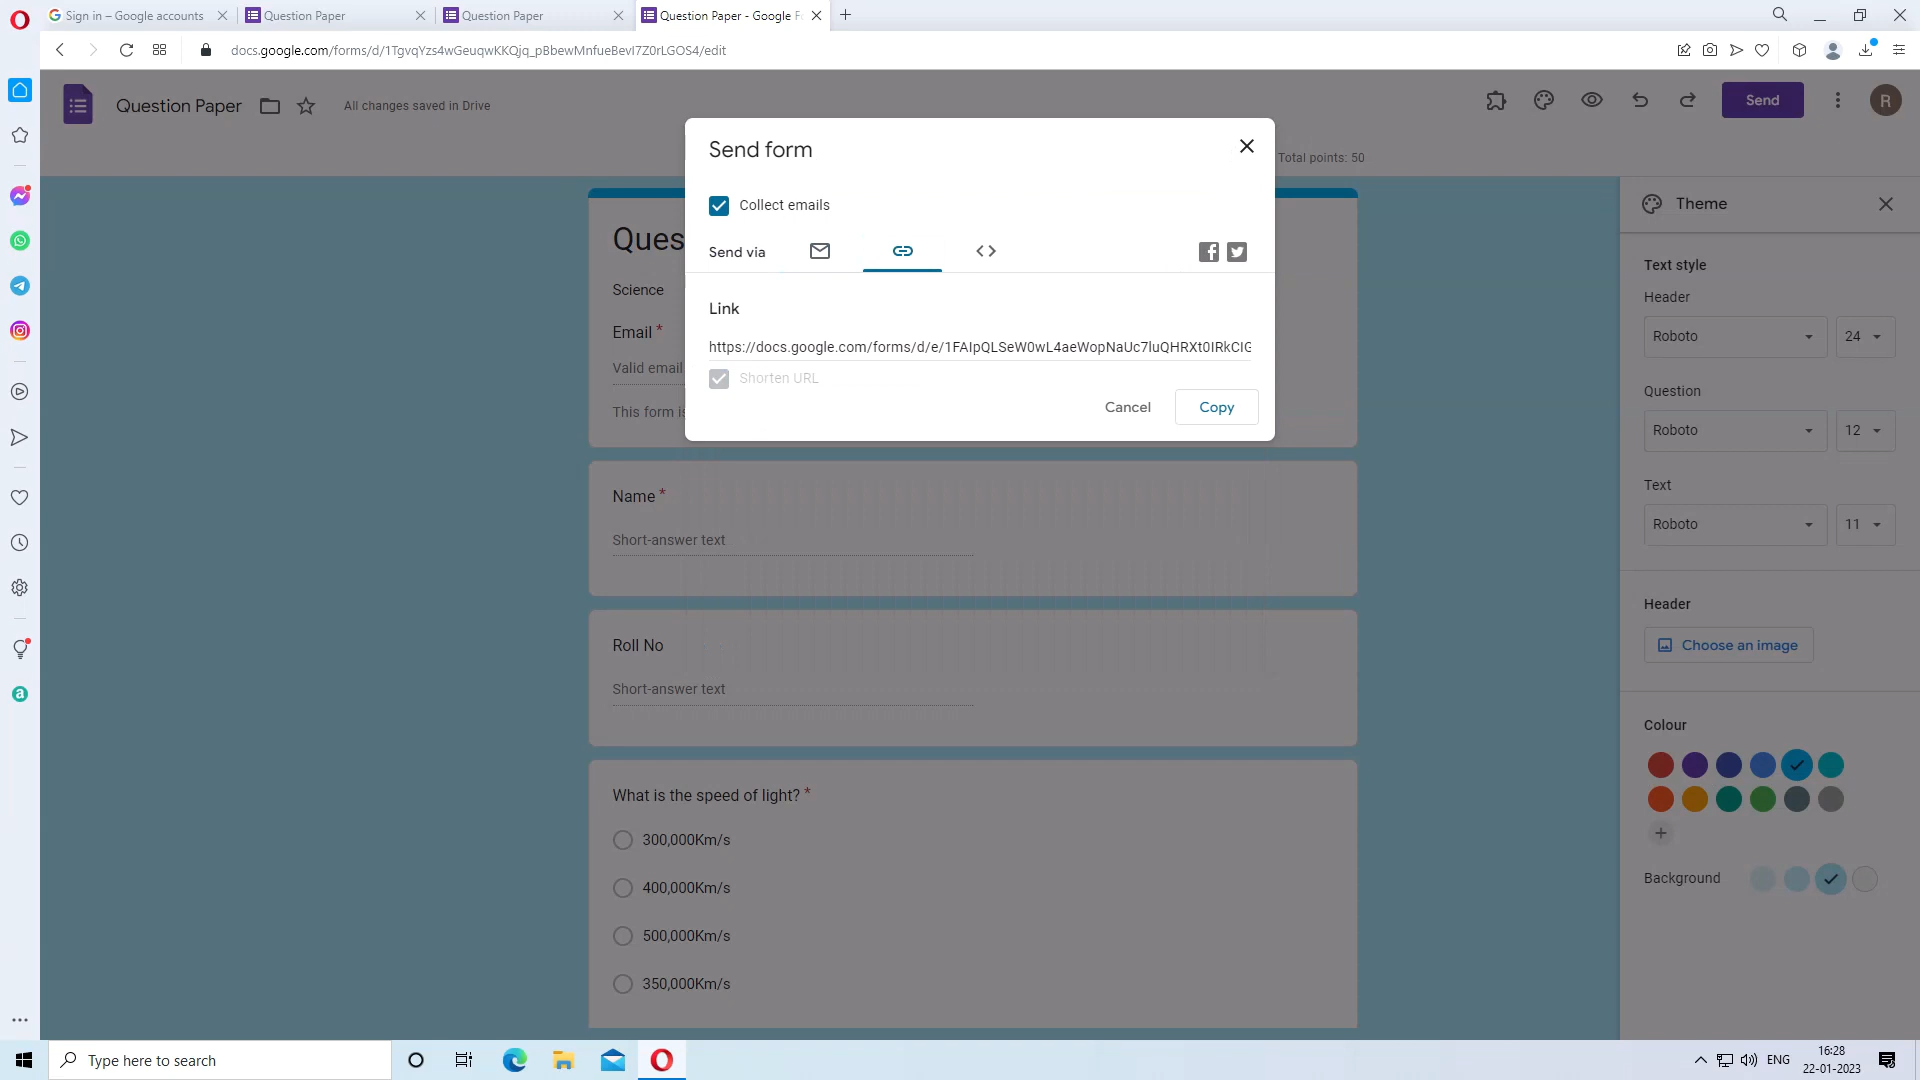 Sign in – Google accounts
Question Paper
Question Paper
Question Paper - Google F
docs.google.com/forms/d/1TgvqYzs4wGeuqwKKQjq_pBbewMnfueBevI7Z0rLGOS4/edit
Question Paper
All changes saved in Drive
Send
R
Send form
Total points: 50
Collect emails
Theme
Ques
Send via
Text style
Science
Header
Link
Email *
Roboto
24
https://docs.google.com/forms/d/e/1FAIpQLSeW0wL4aeWopNaUc7luQHRXt0IRkCIG
Valid email
Shorten URL
Question
Cancel
Copy
This form is
Roboto
12
Text
Name *
Roboto
11
Short-answer text
Header
Roll No
Choose an image
Short-answer text
Colour
What is the speed of light? *
300,000Km/s
Background
400,000Km/s
500,000Km/s
350,000Km/s
Type here to search
ENG
16:28
22-01-2023